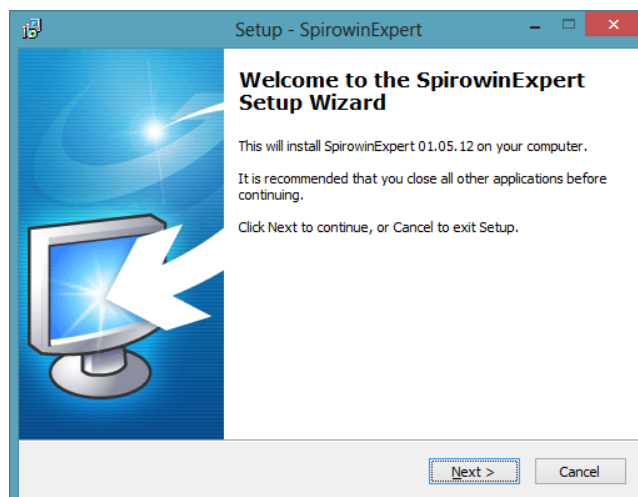 Setup - SpirowinExpert
Welcome to the SpirowinExpert
Setup Wizard
This will install SpirowinExpert 01.05.12 on your computer.
It is recommended that you close all other applications before
continuing.
Click Next to continue, or Cancel to exit Setup.
Next >
Cancel